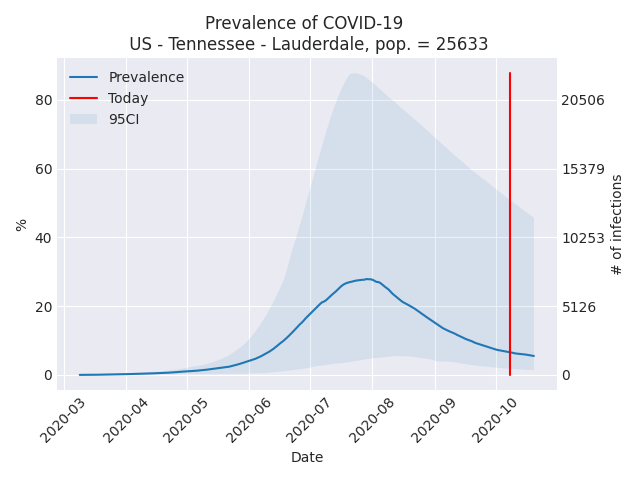 Prevalence of COVID-19
US - Tennessee - Lauderdale, pop. = 25633
Prevalence
Today
95CI
80
60
40
20
0
%
20506
15379
10253
5126
0
# of infections
2020-03
2020-04
2020-05
2020-06
2020-07
2020-08
2020-09
2020-10
Date